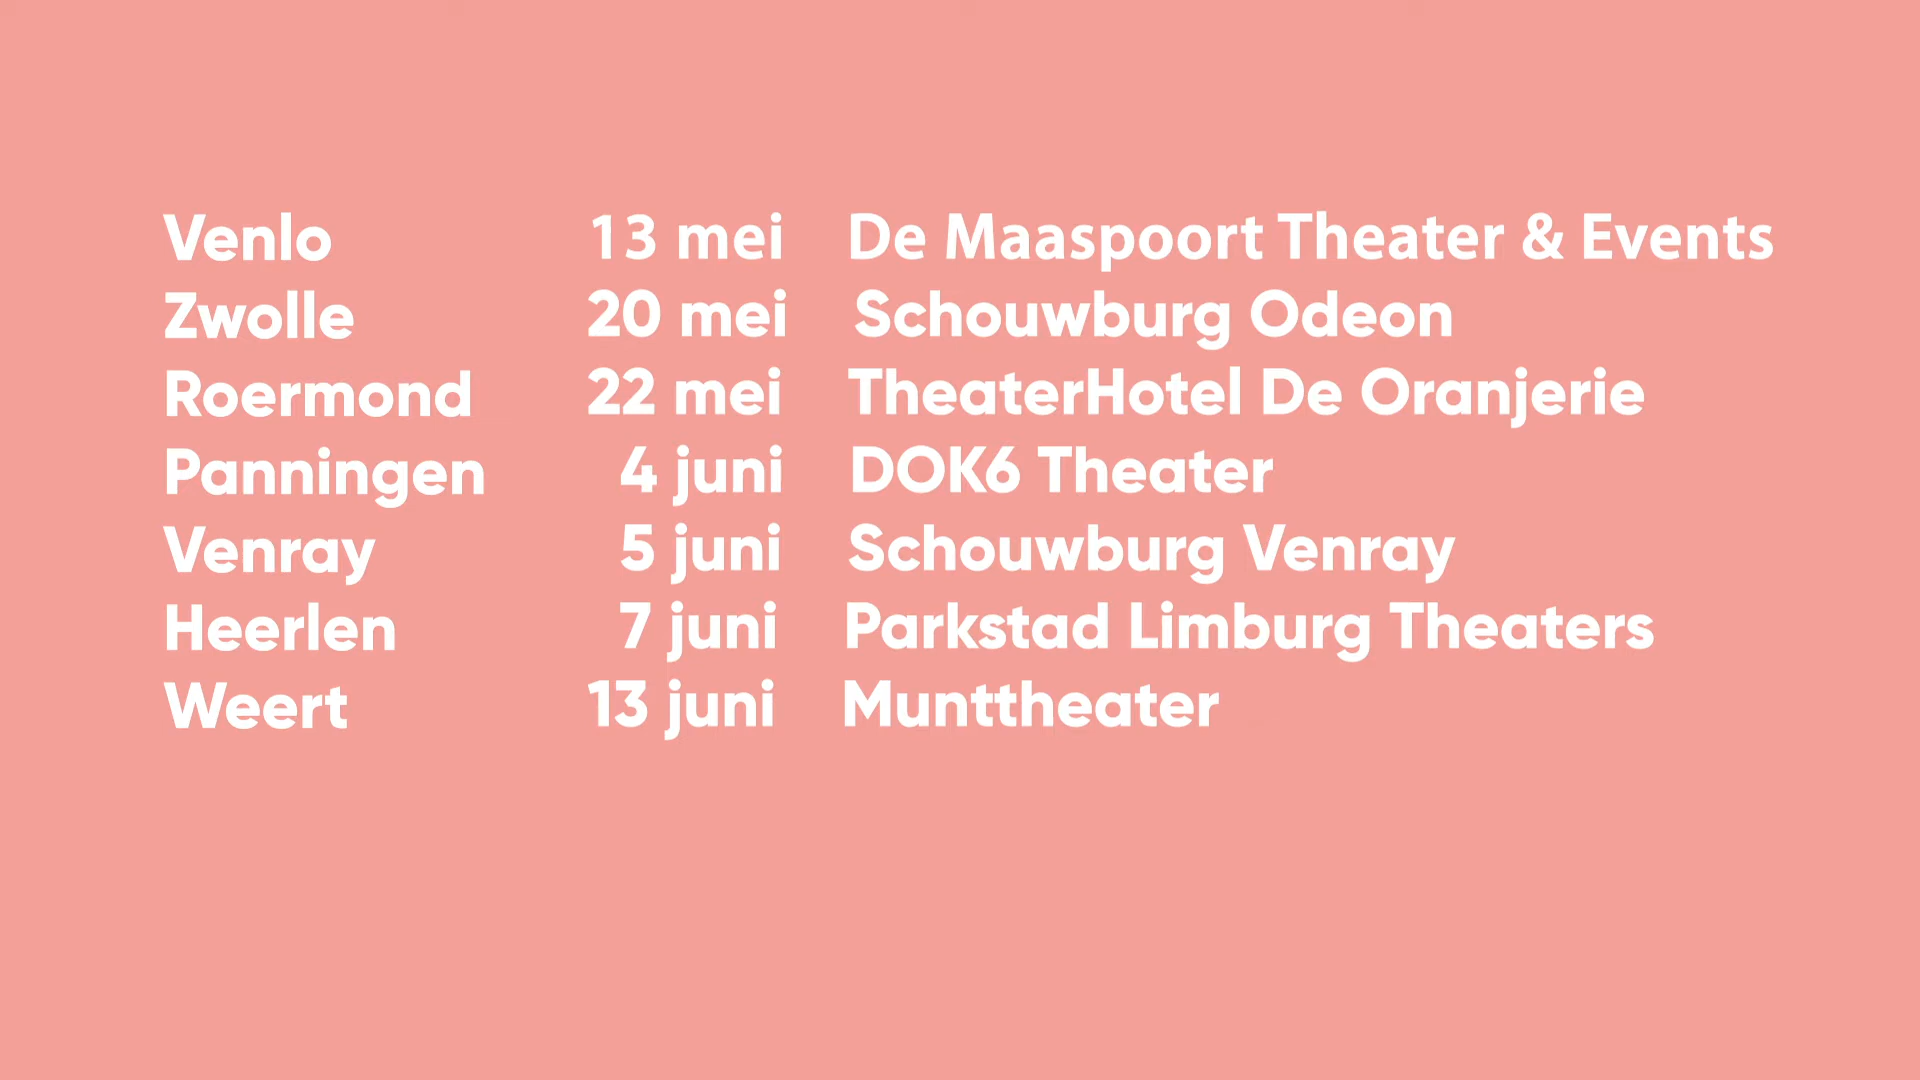 Venlo 13 mei De Maaspoort Theater & Events
Zwolle 20 mei Schouwburg Odeon
Roermond 22 mei TheaterHotel De Oranjerie
Panningen 4 juni DOK6 Theater
Venray 5 juni Schouwburg Venray
Heerlen 7 juni Parkstad Limburg Theaters
Weert 13 juni Munttheater